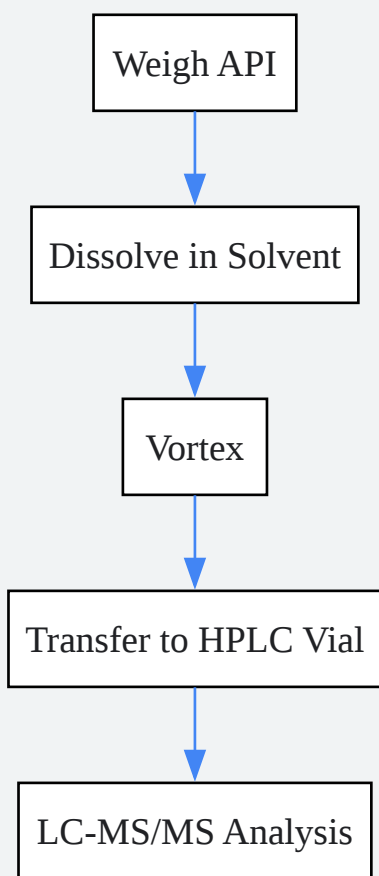 Weigh API
Dissolve in Solvent
Vortex
Transfer to HPLC Vial
LC-MS/MS Analysis